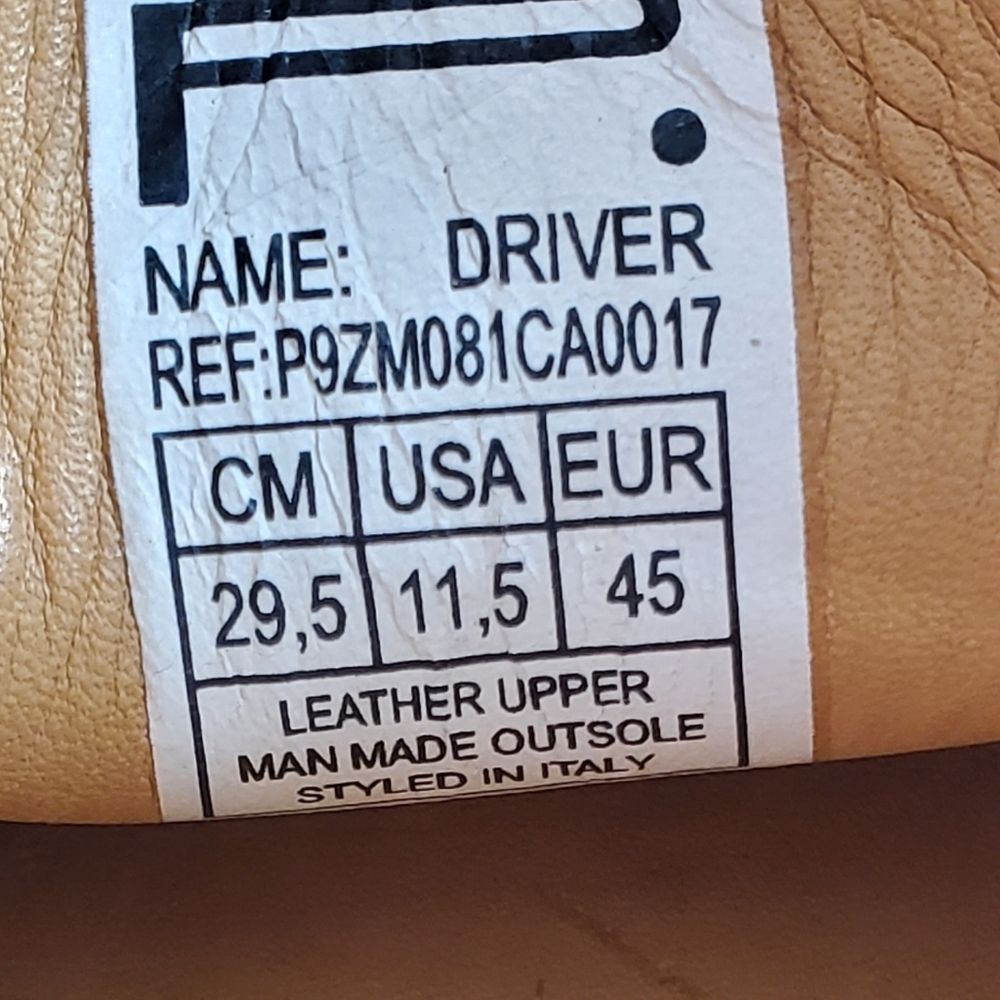 NAME: DRIVER
REF:P9ZM081CA0017
CM USA EUR
29,5 11,5 45
LEATHER UPPER
MAN MADE OUTSOLE
STYLED IN ITALY